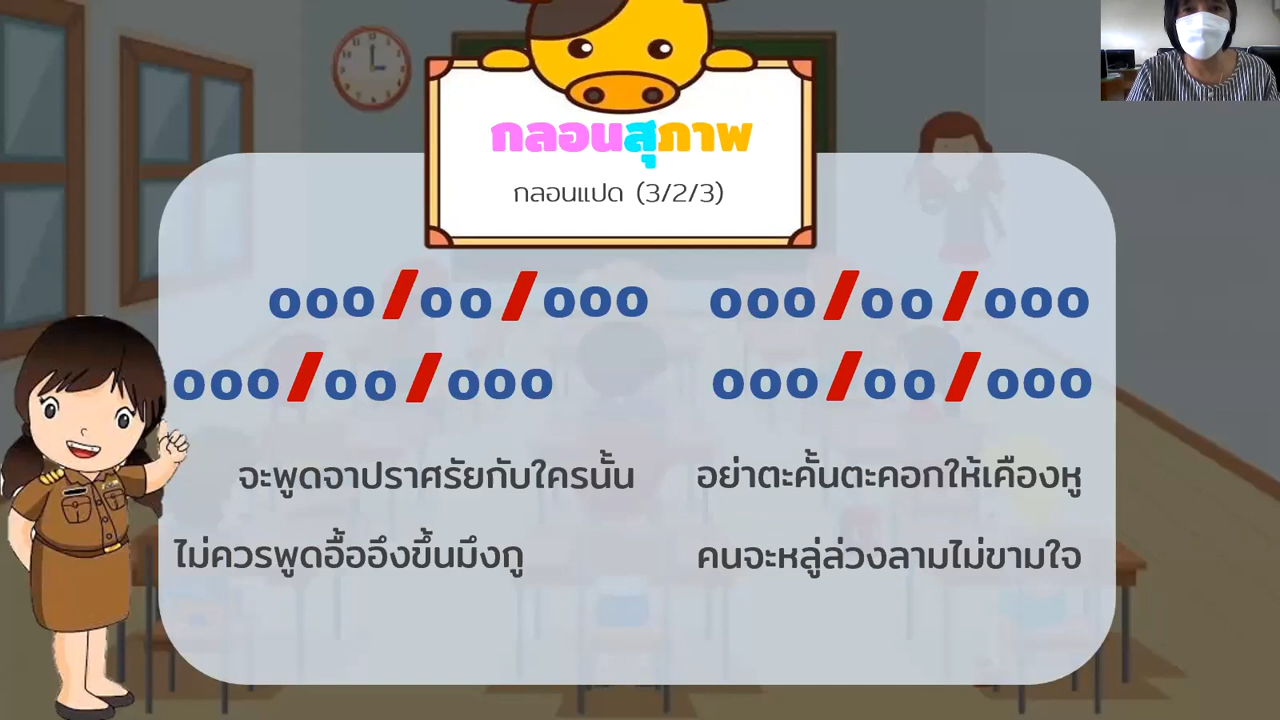 กลอนสุภาพ
กลอนแปด (3/2/3)
ooo/oo/ooo ooo/oo/ooo
ooo/oo/ooo ooo/oo/ooo
จะพูดจาปราศรัยกับใครนั้น อย่าตะคั้นตะคอกให้เคืองหู
ไม่ควรพูดอื้ออึงขึ้นมึงกู คนจะหลู่ล่วงลามไม่ขามใจ